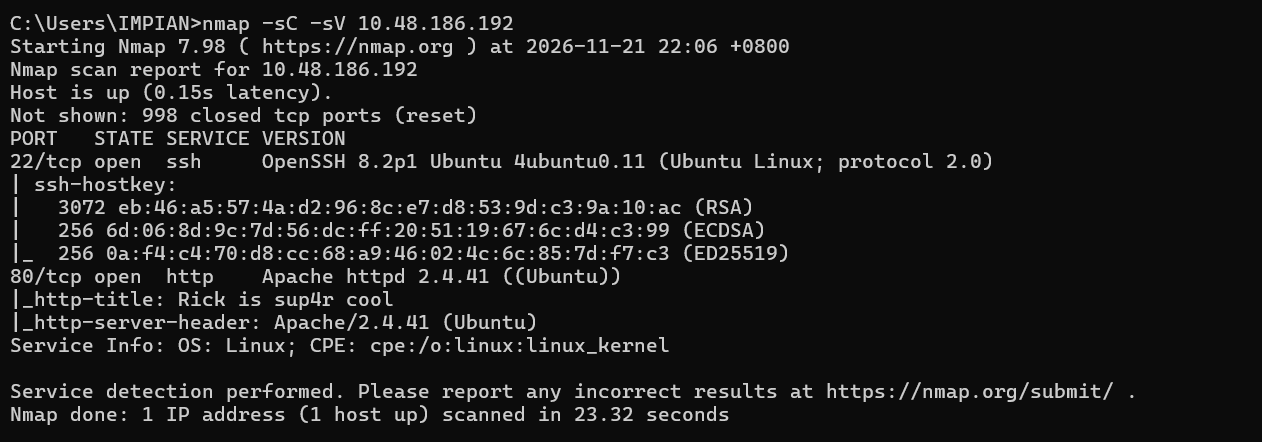 C:\Users\IMPIAN>nmap -sC -sV 10.48.186.192
Starting Nmap 7.98 ( https://nmap.org ) at 2026-11-21 22:06 +0800
Nmap scan report for 10.48.186.192
Host is up (0.15s latency).
Not shown: 998 closed tcp ports (reset)
PORT   STATE SERVICE VERSION
22/tcp open  ssh     OpenSSH 8.2p1 Ubuntu 4ubuntu0.11 (Ubuntu Linux; protocol 2.0)
| ssh-hostkey:
|   3072 eb:46:a5:57:4a:d2:96:8c:e7:d8:53:9d:c3:9a:10:ac (RSA)
|   256 6d:06:8d:9c:7d:56:dc:ff:20:51:19:67:6c:d4:c3:99 (ECDSA)
|_  256 0a:f4:c4:70:d8:cc:68:a9:46:02:4c:6c:85:7d:f7:c3 (ED25519)
80/tcp open  http    Apache httpd 2.4.41 ((Ubuntu))
|_http-title: Rick is sup4r cool
|_http-server-header: Apache/2.4.41 (Ubuntu)
Service Info: OS: Linux; CPE: cpe:/o:linux:linux_kernel

Service detection performed. Please report any incorrect results at https://nmap.org/submit/ .
Nmap done: 1 IP address (1 host up) scanned in 23.32 seconds